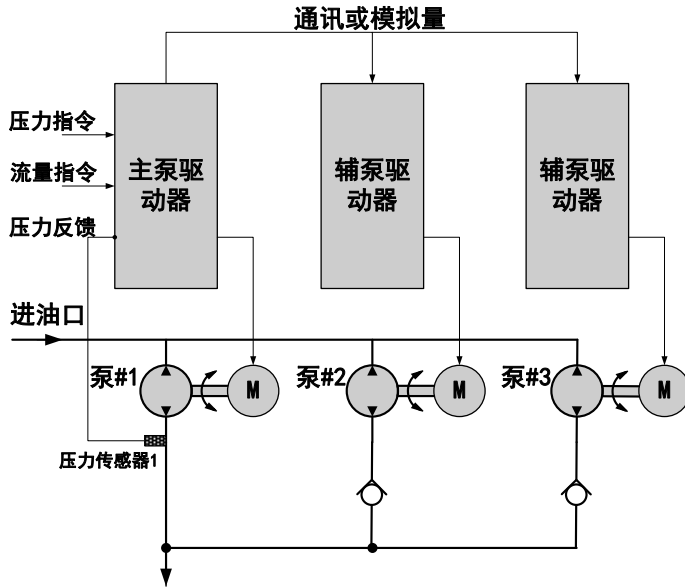 通讯或模拟量
压力指令
流量指令
压力反馈
主泵驱
动器
辅泵驱
动器
辅泵驱
动器
进油口
泵#1
M
泵#2
M
泵#3
M
压力传感器1